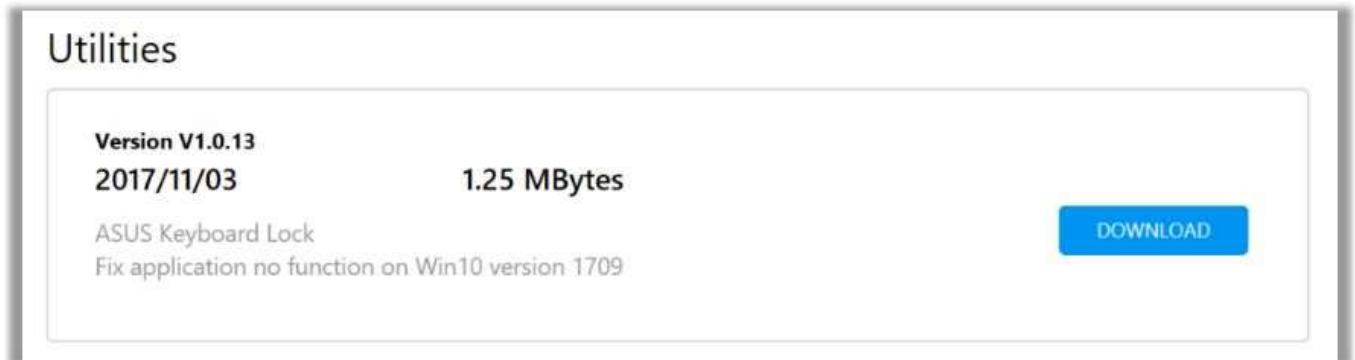 Utilities
Version V1.0.13
2017/11/03 1.25 MBytes
ASUS Keyboard Lock
DOWNLOAD
Fix application no function on Win10 version 1709